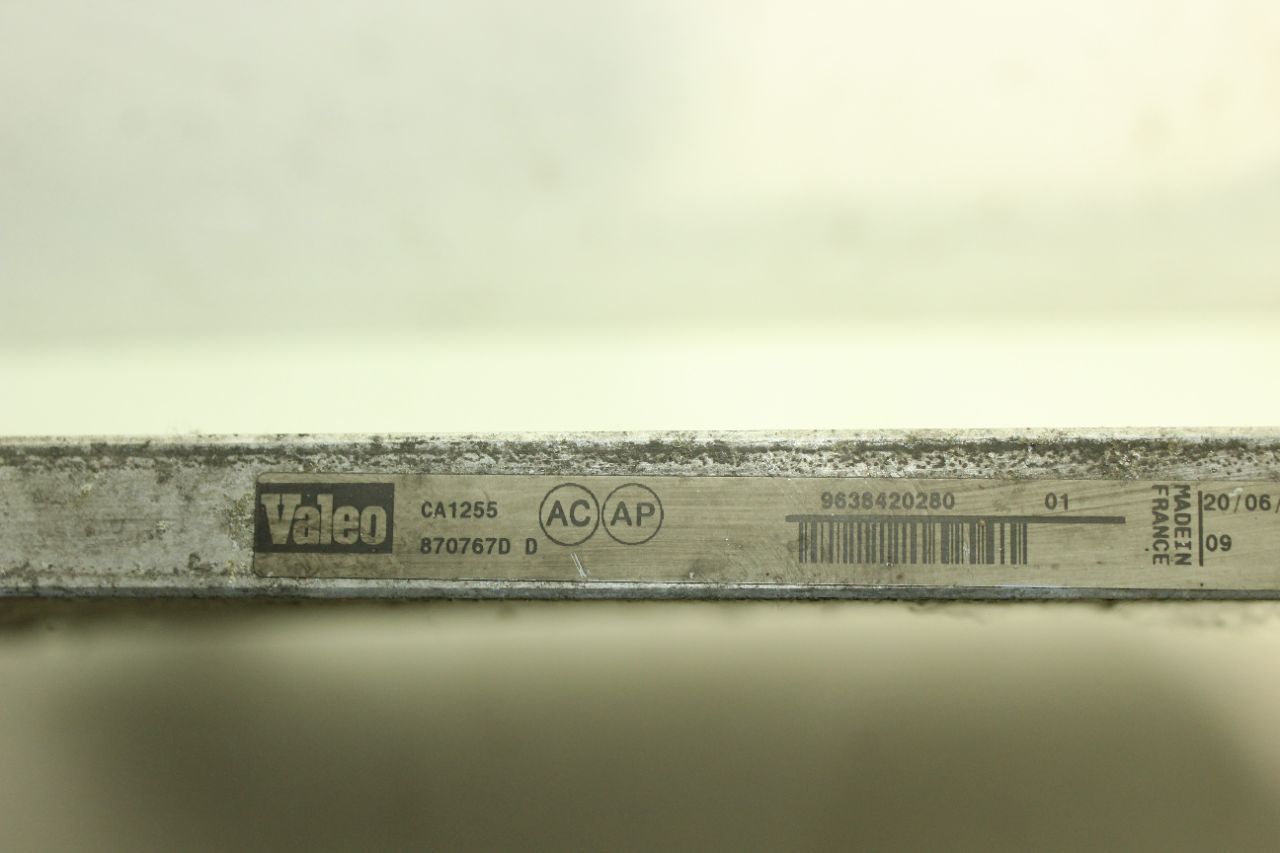 Valeo
CA1255
870767D D
AC AP
9638420280 01
MADE IN
FRANCE
20/06/
09